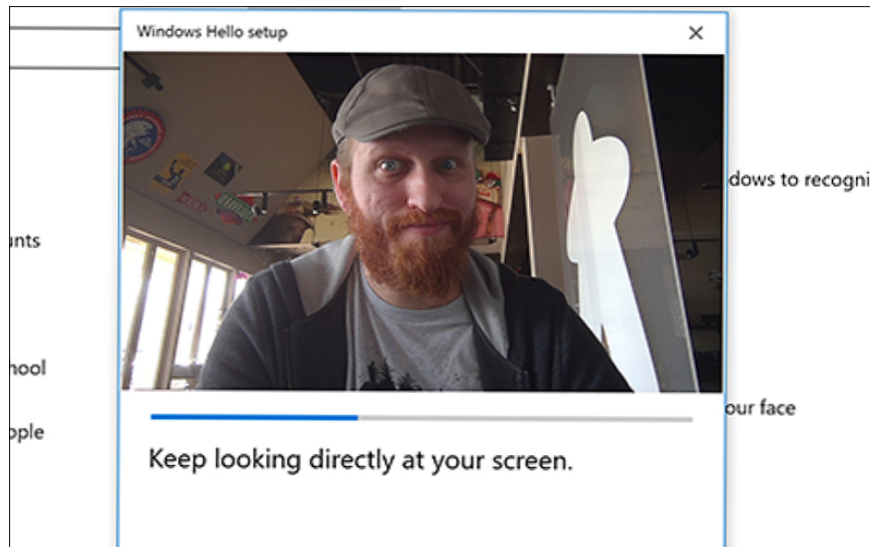 Windows Hello setup
dows to recogni
unts
hool
our face
ople
Keep looking directly at your screen.